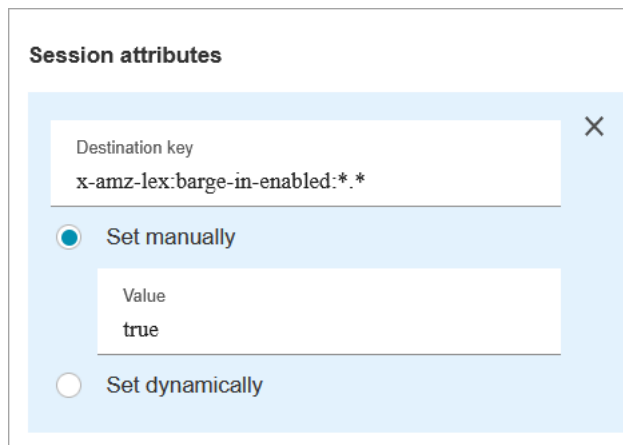 Session attributes
Destination key
x-amz-lex:barge-in-enabled:*.*
Set manually
Value
true
Set dynamically